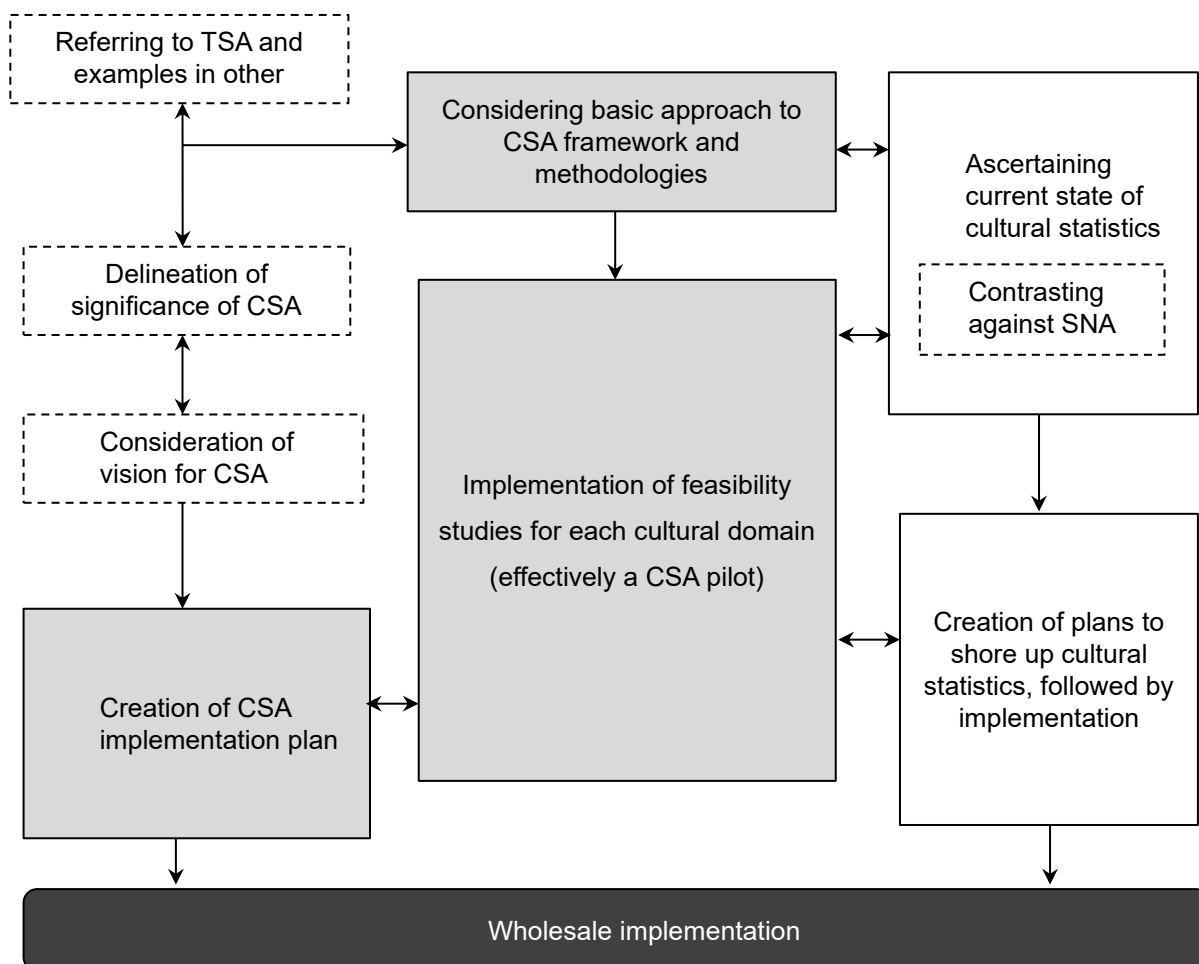 Referring to TSA and
examples in other
Considering basic approach to
CSA framework and
methodologies
Ascertaining
current state of
cultural statistics
Contrasting
against SNA
Delineation of
significance of CSA
Consideration of
vision for CSA
Implementation of feasibility
studies for each cultural domain
(effectively a CSA pilot)
Creation of plans to
shore up cultural
statistics, followed by
implementation
Creation of CSA
implementation plan
Wholesale implementation